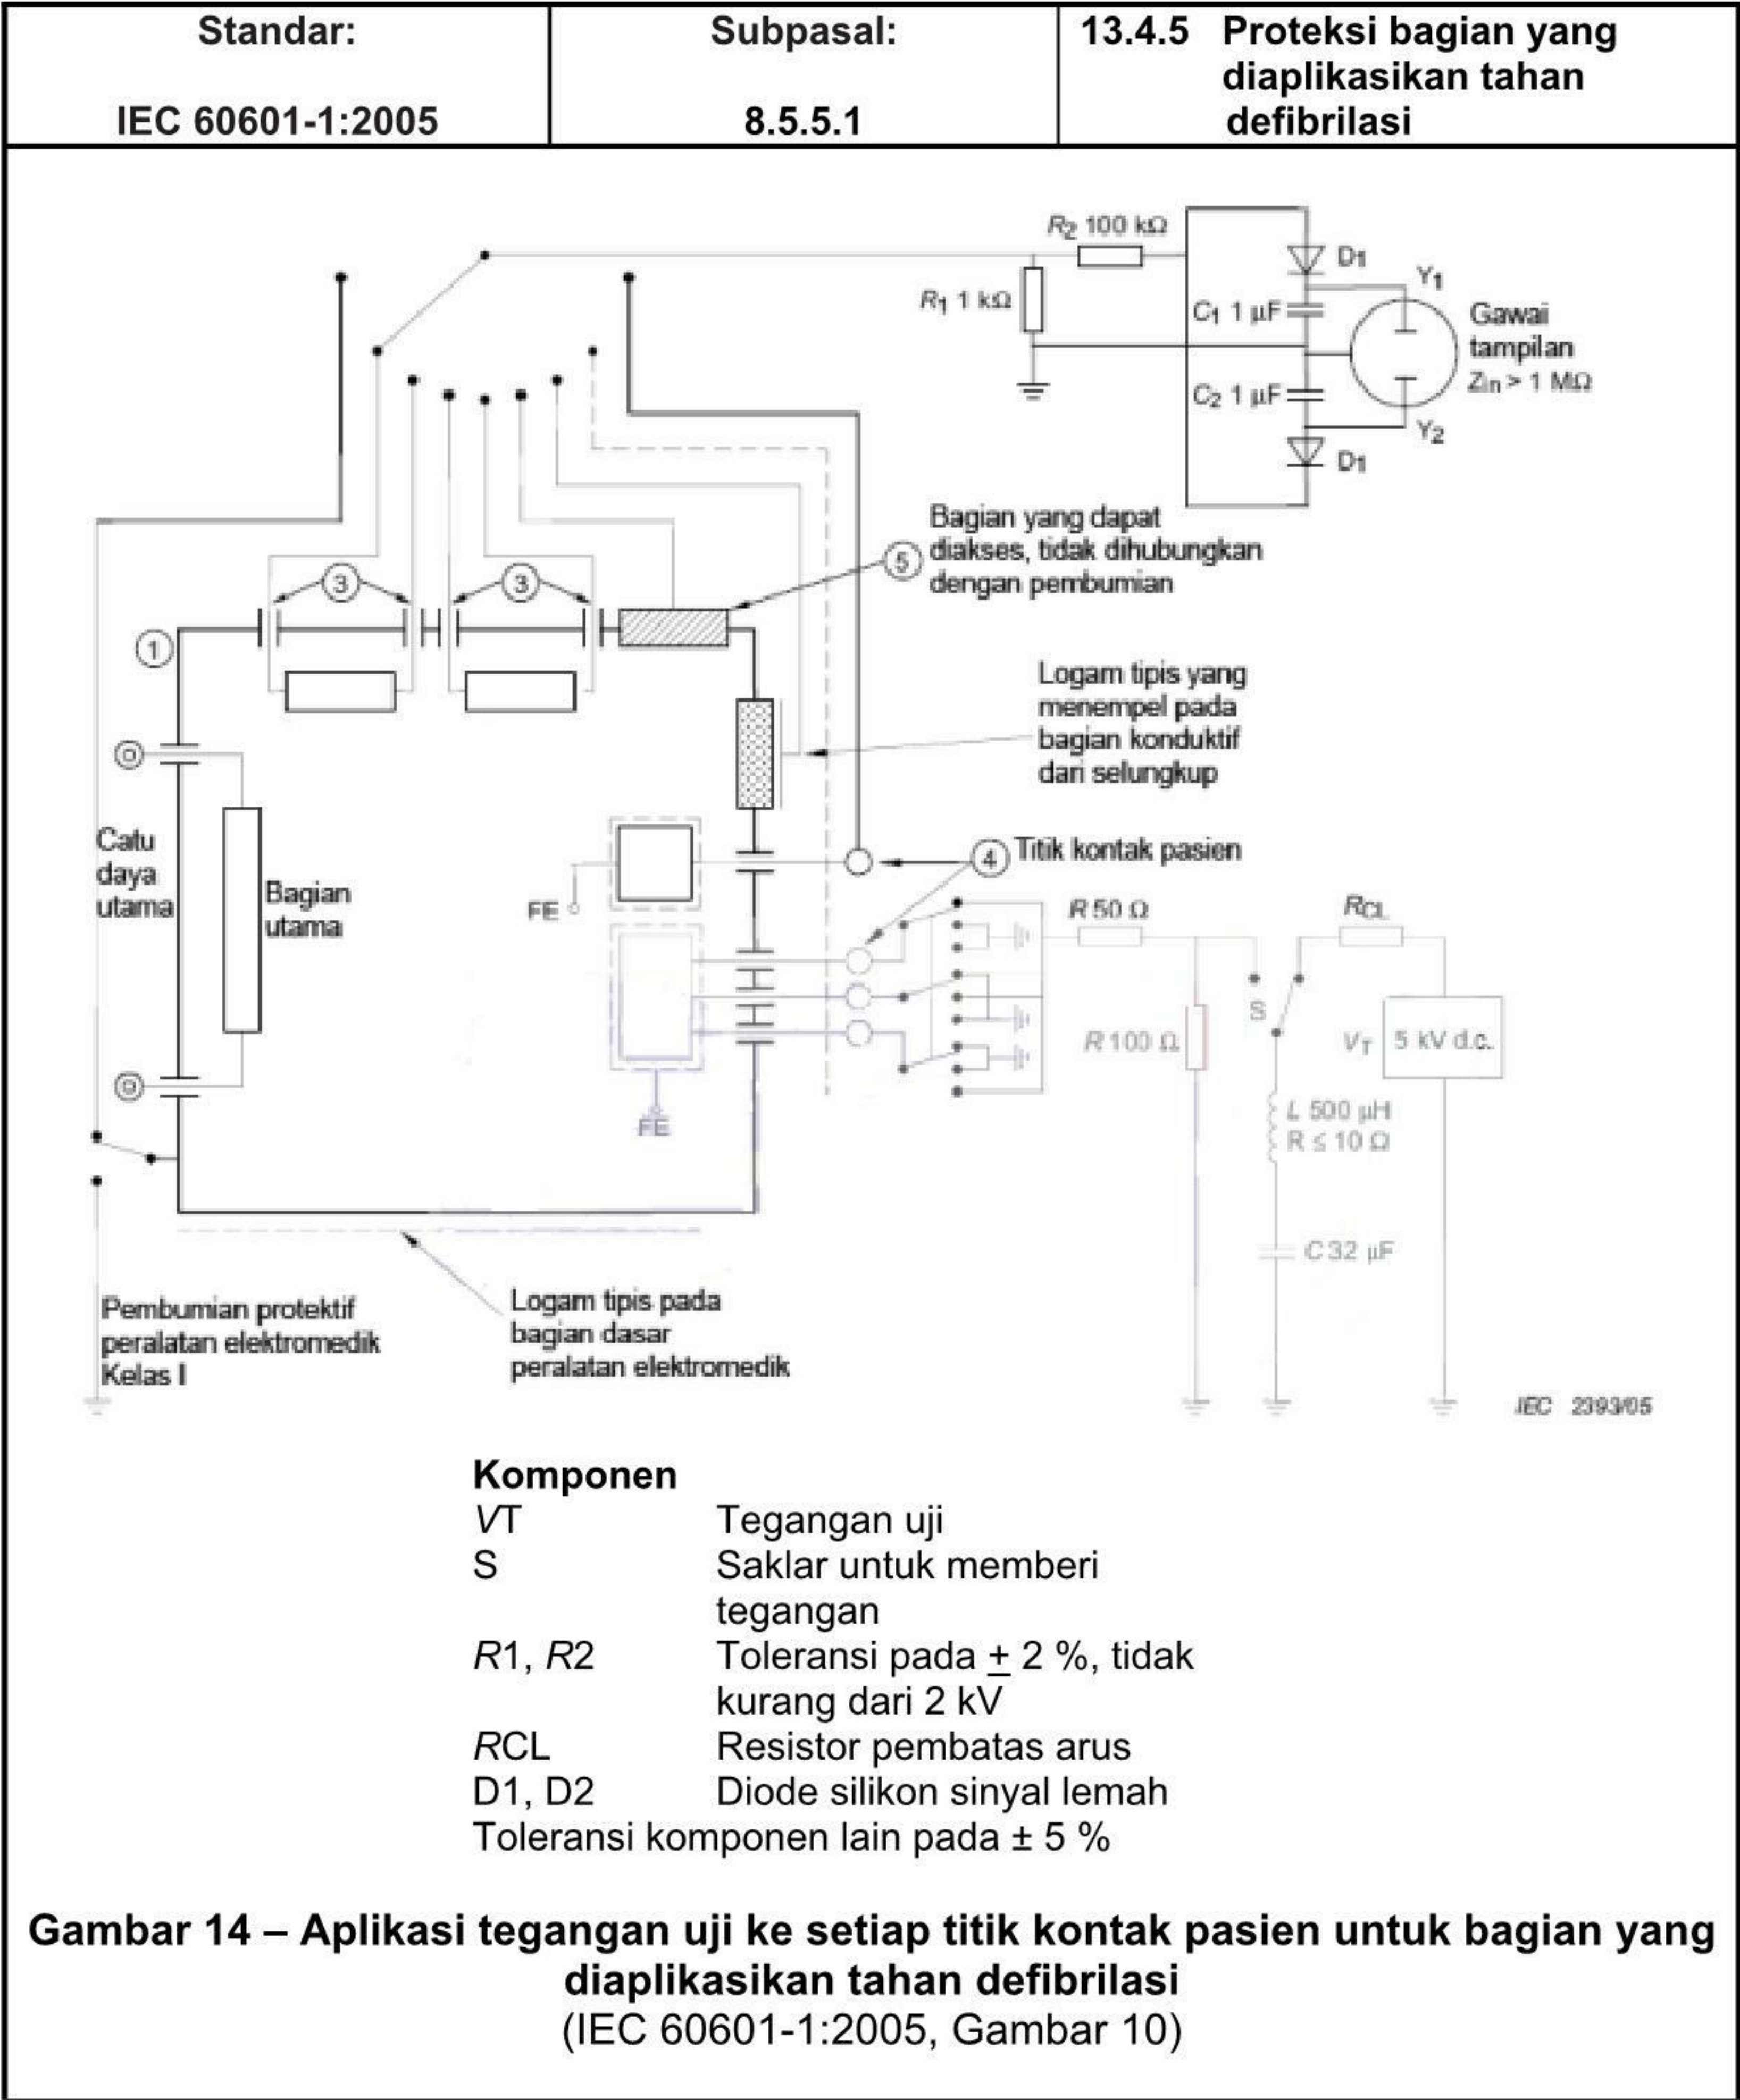 Standar:
IEC 60601-1:2005
Subpasal:
8.5.5.1
13.4.5 Proteksi bagian yang
diaplikasikan tahan
defibrilasi
R2 100 kΩ
D1
Y1
R1 1 kΩ
C1 1 µF
Gawai
tampilan
Zin > 1 MΩ
C2 1 µF
Y2
D1
Bagian yang dapat
5 diakses, tidak dihubungkan
dengan pembumian
3
3
1
Logam tipis yang
menempel pada
bagian konduktif
dari selungkup
Catu
daya
utama
Bagian
utama
4 Titik kontak pasien
FE
R 50 Ω
RCL
S
R 100 Ω
VT
5 kV d.c.
L 500 µH
R ≤ 10 Ω
FE
C 32 µF
Pembumian protektif
peralatan elektromedik
Kelas I
Logam tipis pada
bagian dasar
peralatan elektromedik
IEC 2393/05
Komponen
VT Tegangan uji
S Saklar untuk memberi
tegangan
R1, R2 Toleransi pada ± 2 %, tidak
kurang dari 2 kV
RCL Resistor pembatas arus
D1, D2 Diode silikon sinyal lemah
Toleransi komponen lain pada ± 5 %
Gambar 14 – Aplikasi tegangan uji ke setiap titik kontak pasien untuk bagian yang
diaplikasikan tahan defibrilasi
(IEC 60601-1:2005, Gambar 10)